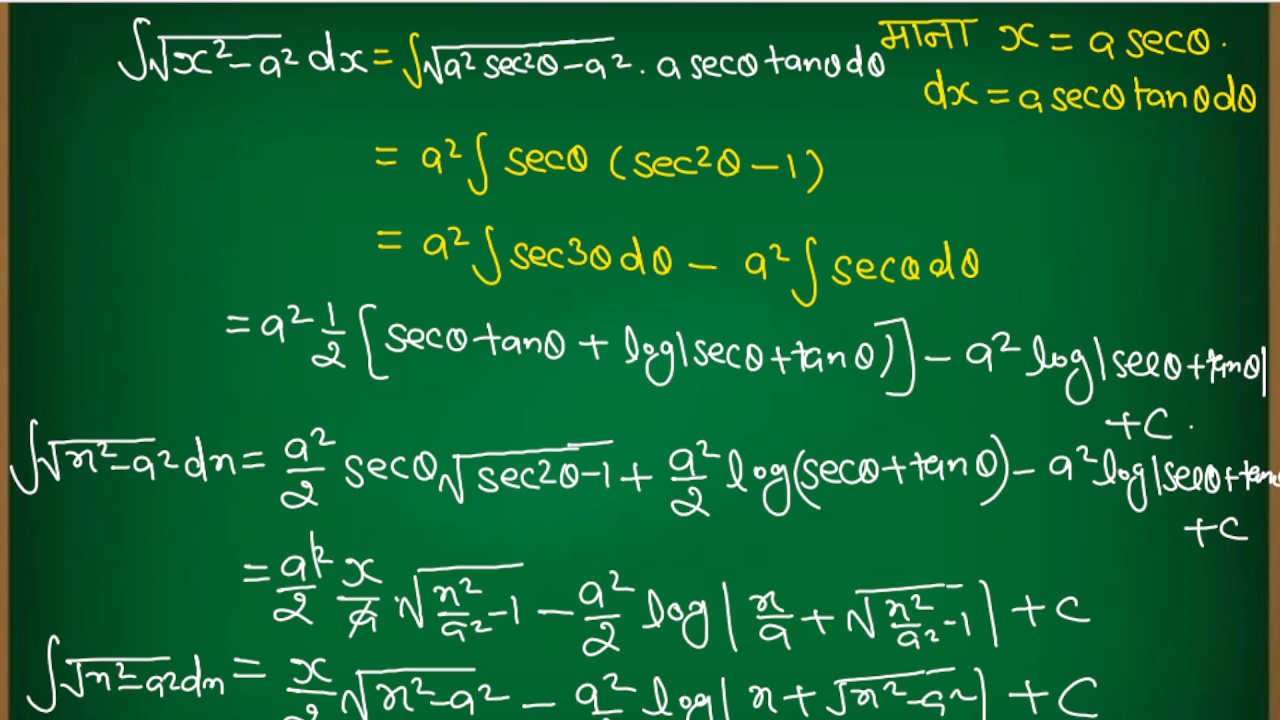 ∫√x²-a² dx = ∫√a² sec²θ-a² . a secθ tanθ dθ माना x = a secθ.
dx = a secθ tanθ dθ
= a² ∫ secθ (sec²θ-1)
= a² ∫ sec3θ dθ - a² ∫ secθ dθ
= a² 1/2 [secθ tanθ + log|secθ+tanθ)] - a² log|secθ+tanθ|
+C.
∫√x²-a² dx = a²/2 secθ √sec2θ-1 + a²/2 log(secθ+tanθ) - a² log|secθ+tanθ
+C
= a²/2 x/a √x²/a²-1 - a²/2 log|x/a + √x²/a²-1| + C
∫√x²-a² dx = x/2 √x²-a² - a²/2 log|x+√x²-a²| + C